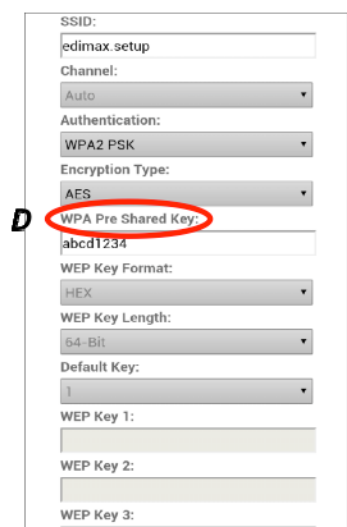 SSID:
edimax.setup
Channel:
Auto
Authentication:
WPA2 PSK
Encryption Type:
AES
D WPA Pre Shared Key:
abcd1234
WEP Key Format:
HEX
WEP Key Length:
64-Bit
Default Key:
1
WEP Key 1:
WEP Key 2:
WEP Key 3: